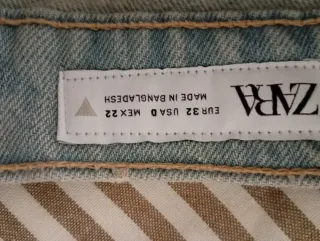 ZARA
EUR 32 USA 0 MEX 22
MADE IN BANGLADESH